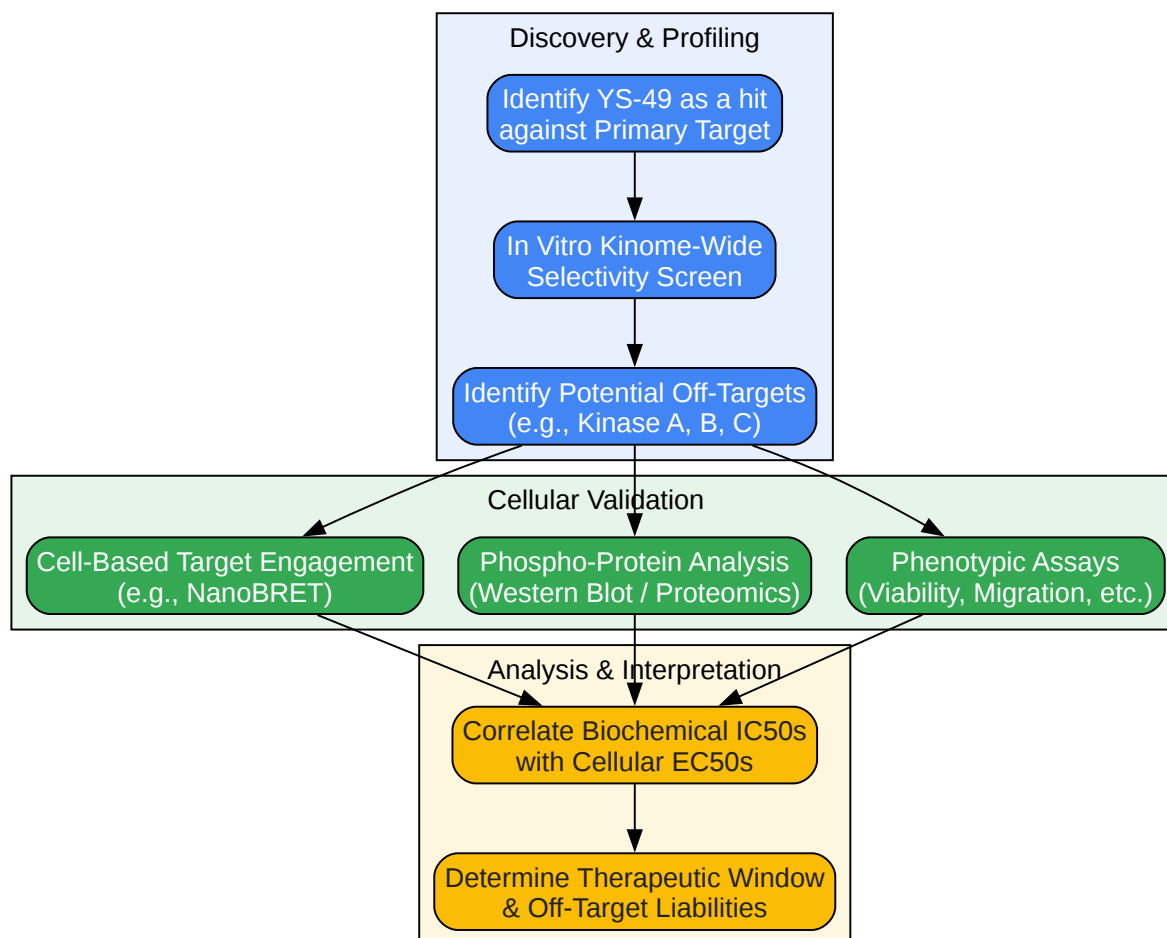 Discovery & Profiling
Identify YS-49 as a hit
against Primary Target
In Vitro Kinome-Wide
Selectivity Screen
Identify Potential Off-Targets
(e.g., Kinase A, B, C)
Cellular Validation
Cell-Based Target Engagement
(e.g., NanoBRET)
Phospho-Protein Analysis
(Western Blot / Proteomics)
Phenotypic Assays
(Viability, Migration, etc.)
Analysis & Interpretation
Correlate Biochemical IC50s
with Cellular EC50s
Determine Therapeutic Window
& Off-Target Liabilities